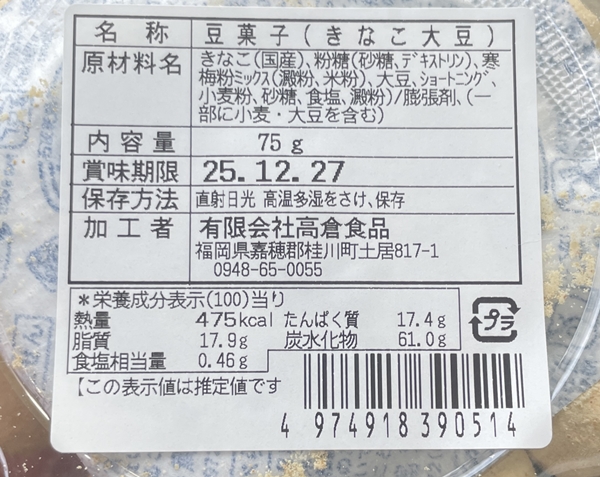 名称 豆菓子(きなこ大豆)
原材料名 きなこ(国産)、粉糖(砂糖、デキストリン)、寒
梅粉ミックス(澱粉、米粉)、大豆、ショートニング、
小麦粉、砂糖、食塩、澱粉)/膨張剤、(一
部に小麦・大豆を含む)
内容量 75g
賞味期限 25.12.27
保存方法 直射日光 高温多湿をさけ、保存
加工者 有限会社高倉食品
福岡県嘉穂郡桂川町土居817-1
0948-65-0055
*栄養成分表示(100)当り
熱量 475kcal たんぱく質 17.4g
脂質 17.9g 炭水化物 61.0g
食塩相当量 0.46g
【この表示値は推定値です
プラ
4 974918 390514